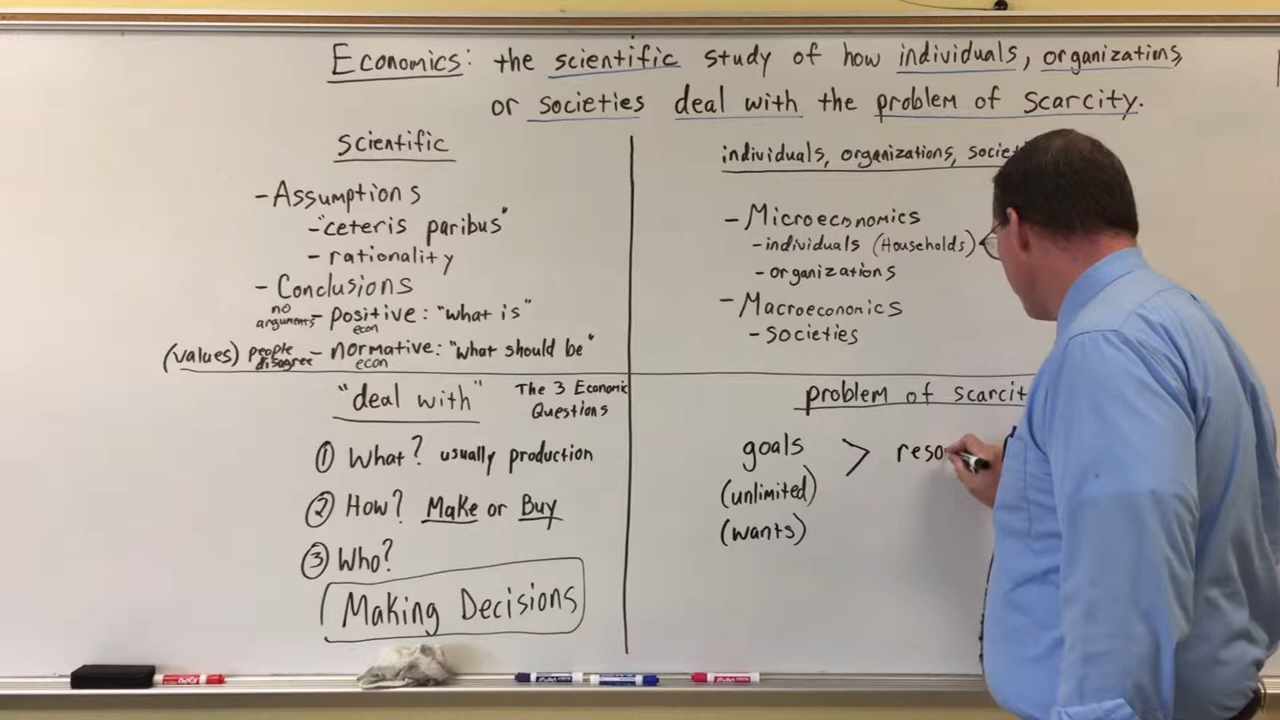 Economics: the scientific study of how individuals, organizations,
or societies deal with the problem of scarcity.
scientific
- Assumptions
- "ceteris paribus"
- rationality
- Conclusions
no arguments - positive: "what is"
econ
(values) people disagree - normative: "what should be"
econ
individuals, organizations, societ
- Microeconomics
- individuals (Households)
- organizations
- Macroeconomics
- Societies
"deal with" The 3 Economic
Questions
① What? usually production
② How? Make or Buy
③ Who?
Making Decisions
problem of scarcit
goals > reso
(unlimited)
(wants)